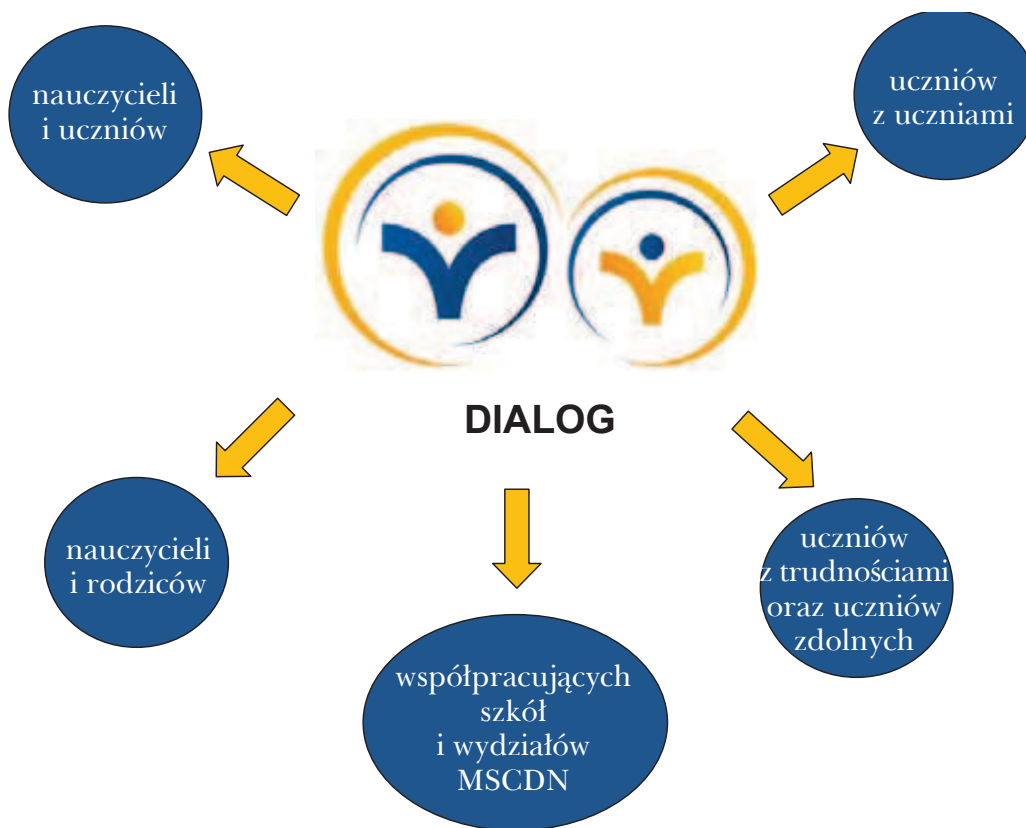 nauczycieli
i uczniów
uczniów
z uczniami
DIALOG
nauczycieli
i rodziców
uczniów
z trudnościami
oraz uczniów
zdolnych
współpracujących
szkół
i wydziałów
MSCDN